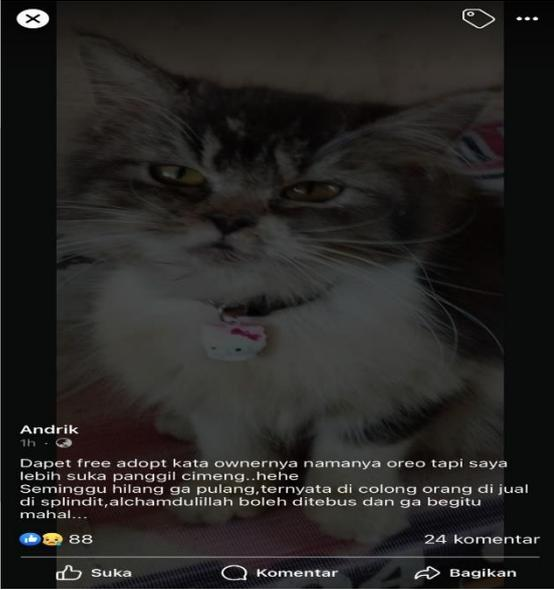 Andrik
1h ·
Dapet free adopt kata ownernya namanya oreo tapi saya
lebih suka panggil cimeng..hehe
Seminggu hilang ga pulang,ternyata di colong orang di jual
di splindit,alchamdulillah boleh ditebus dan ga begitu
mahal...
88
24 komentar
Suka
Komentar
Bagikan